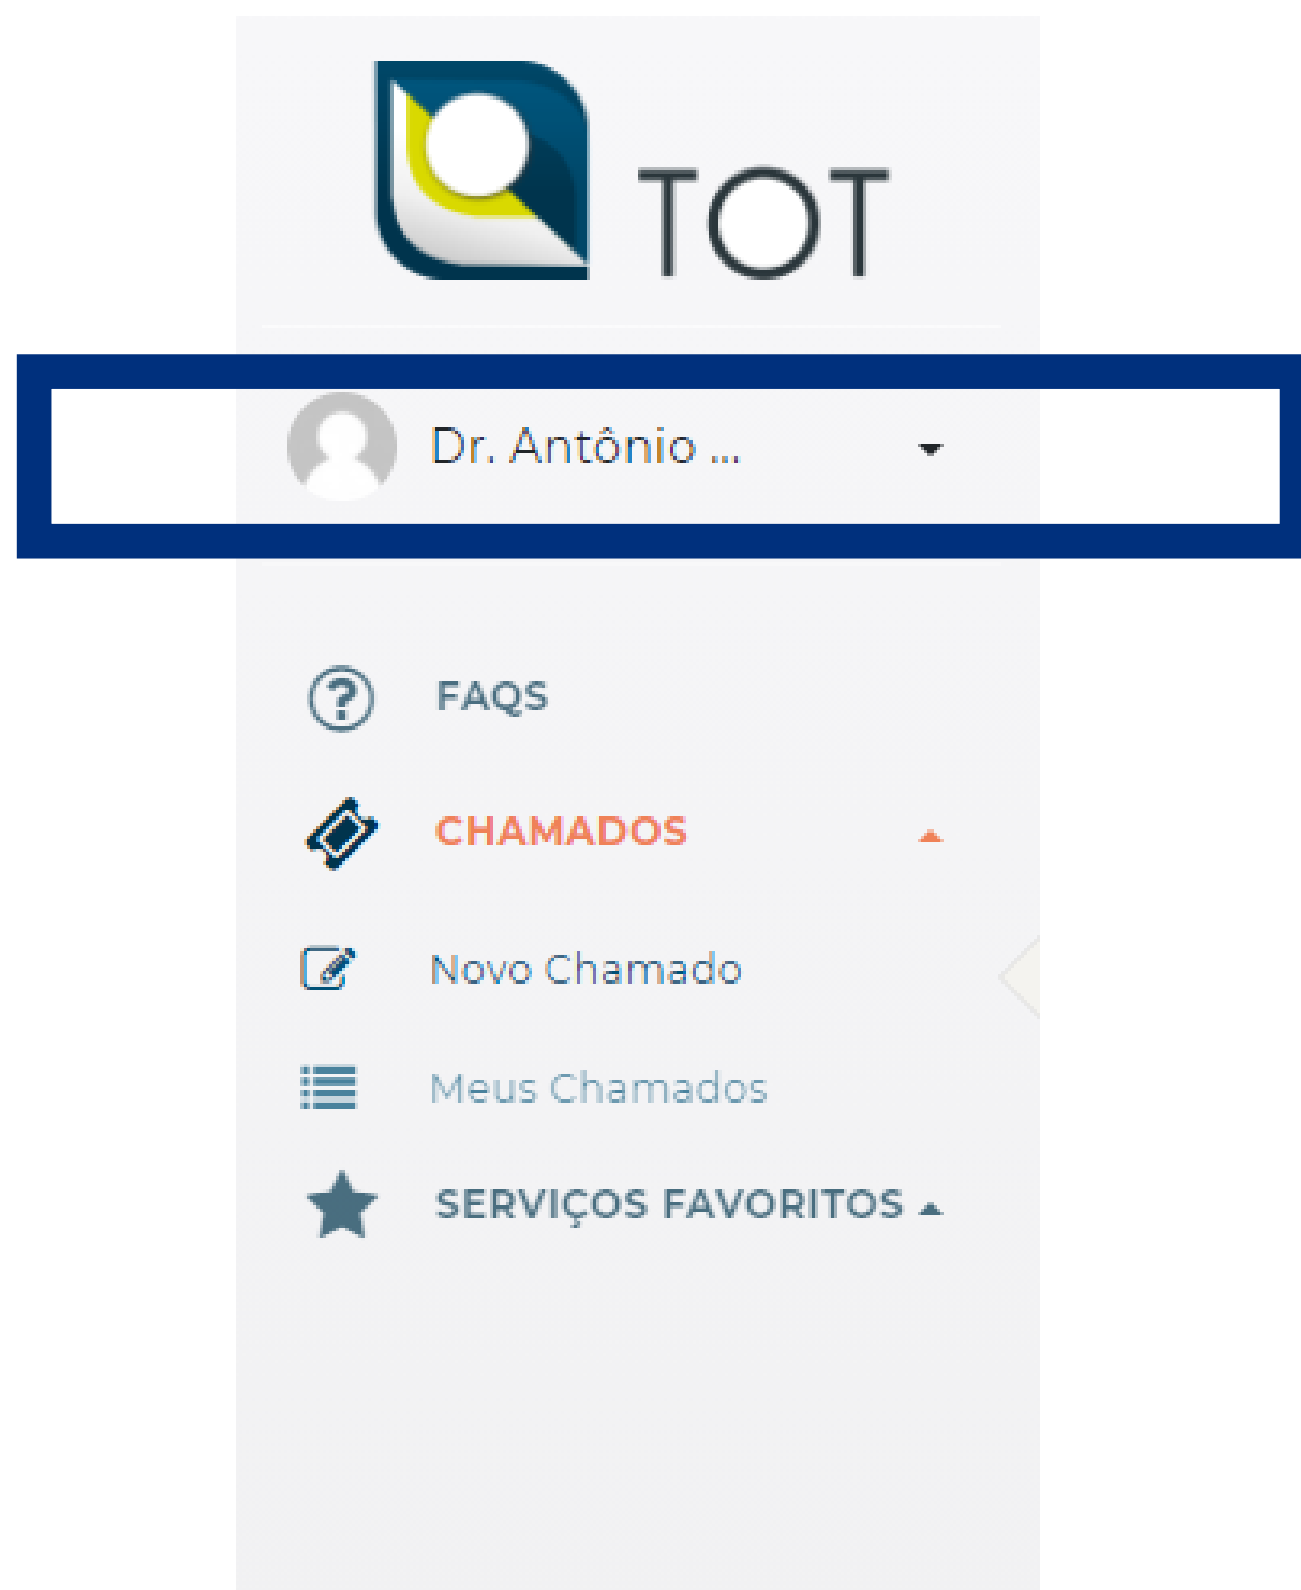 TOT
Dr. Antônio ...
FAQS
CHAMADOS
Novo Chamado
Meus Chamados
SERVIÇOS FAVORITOS